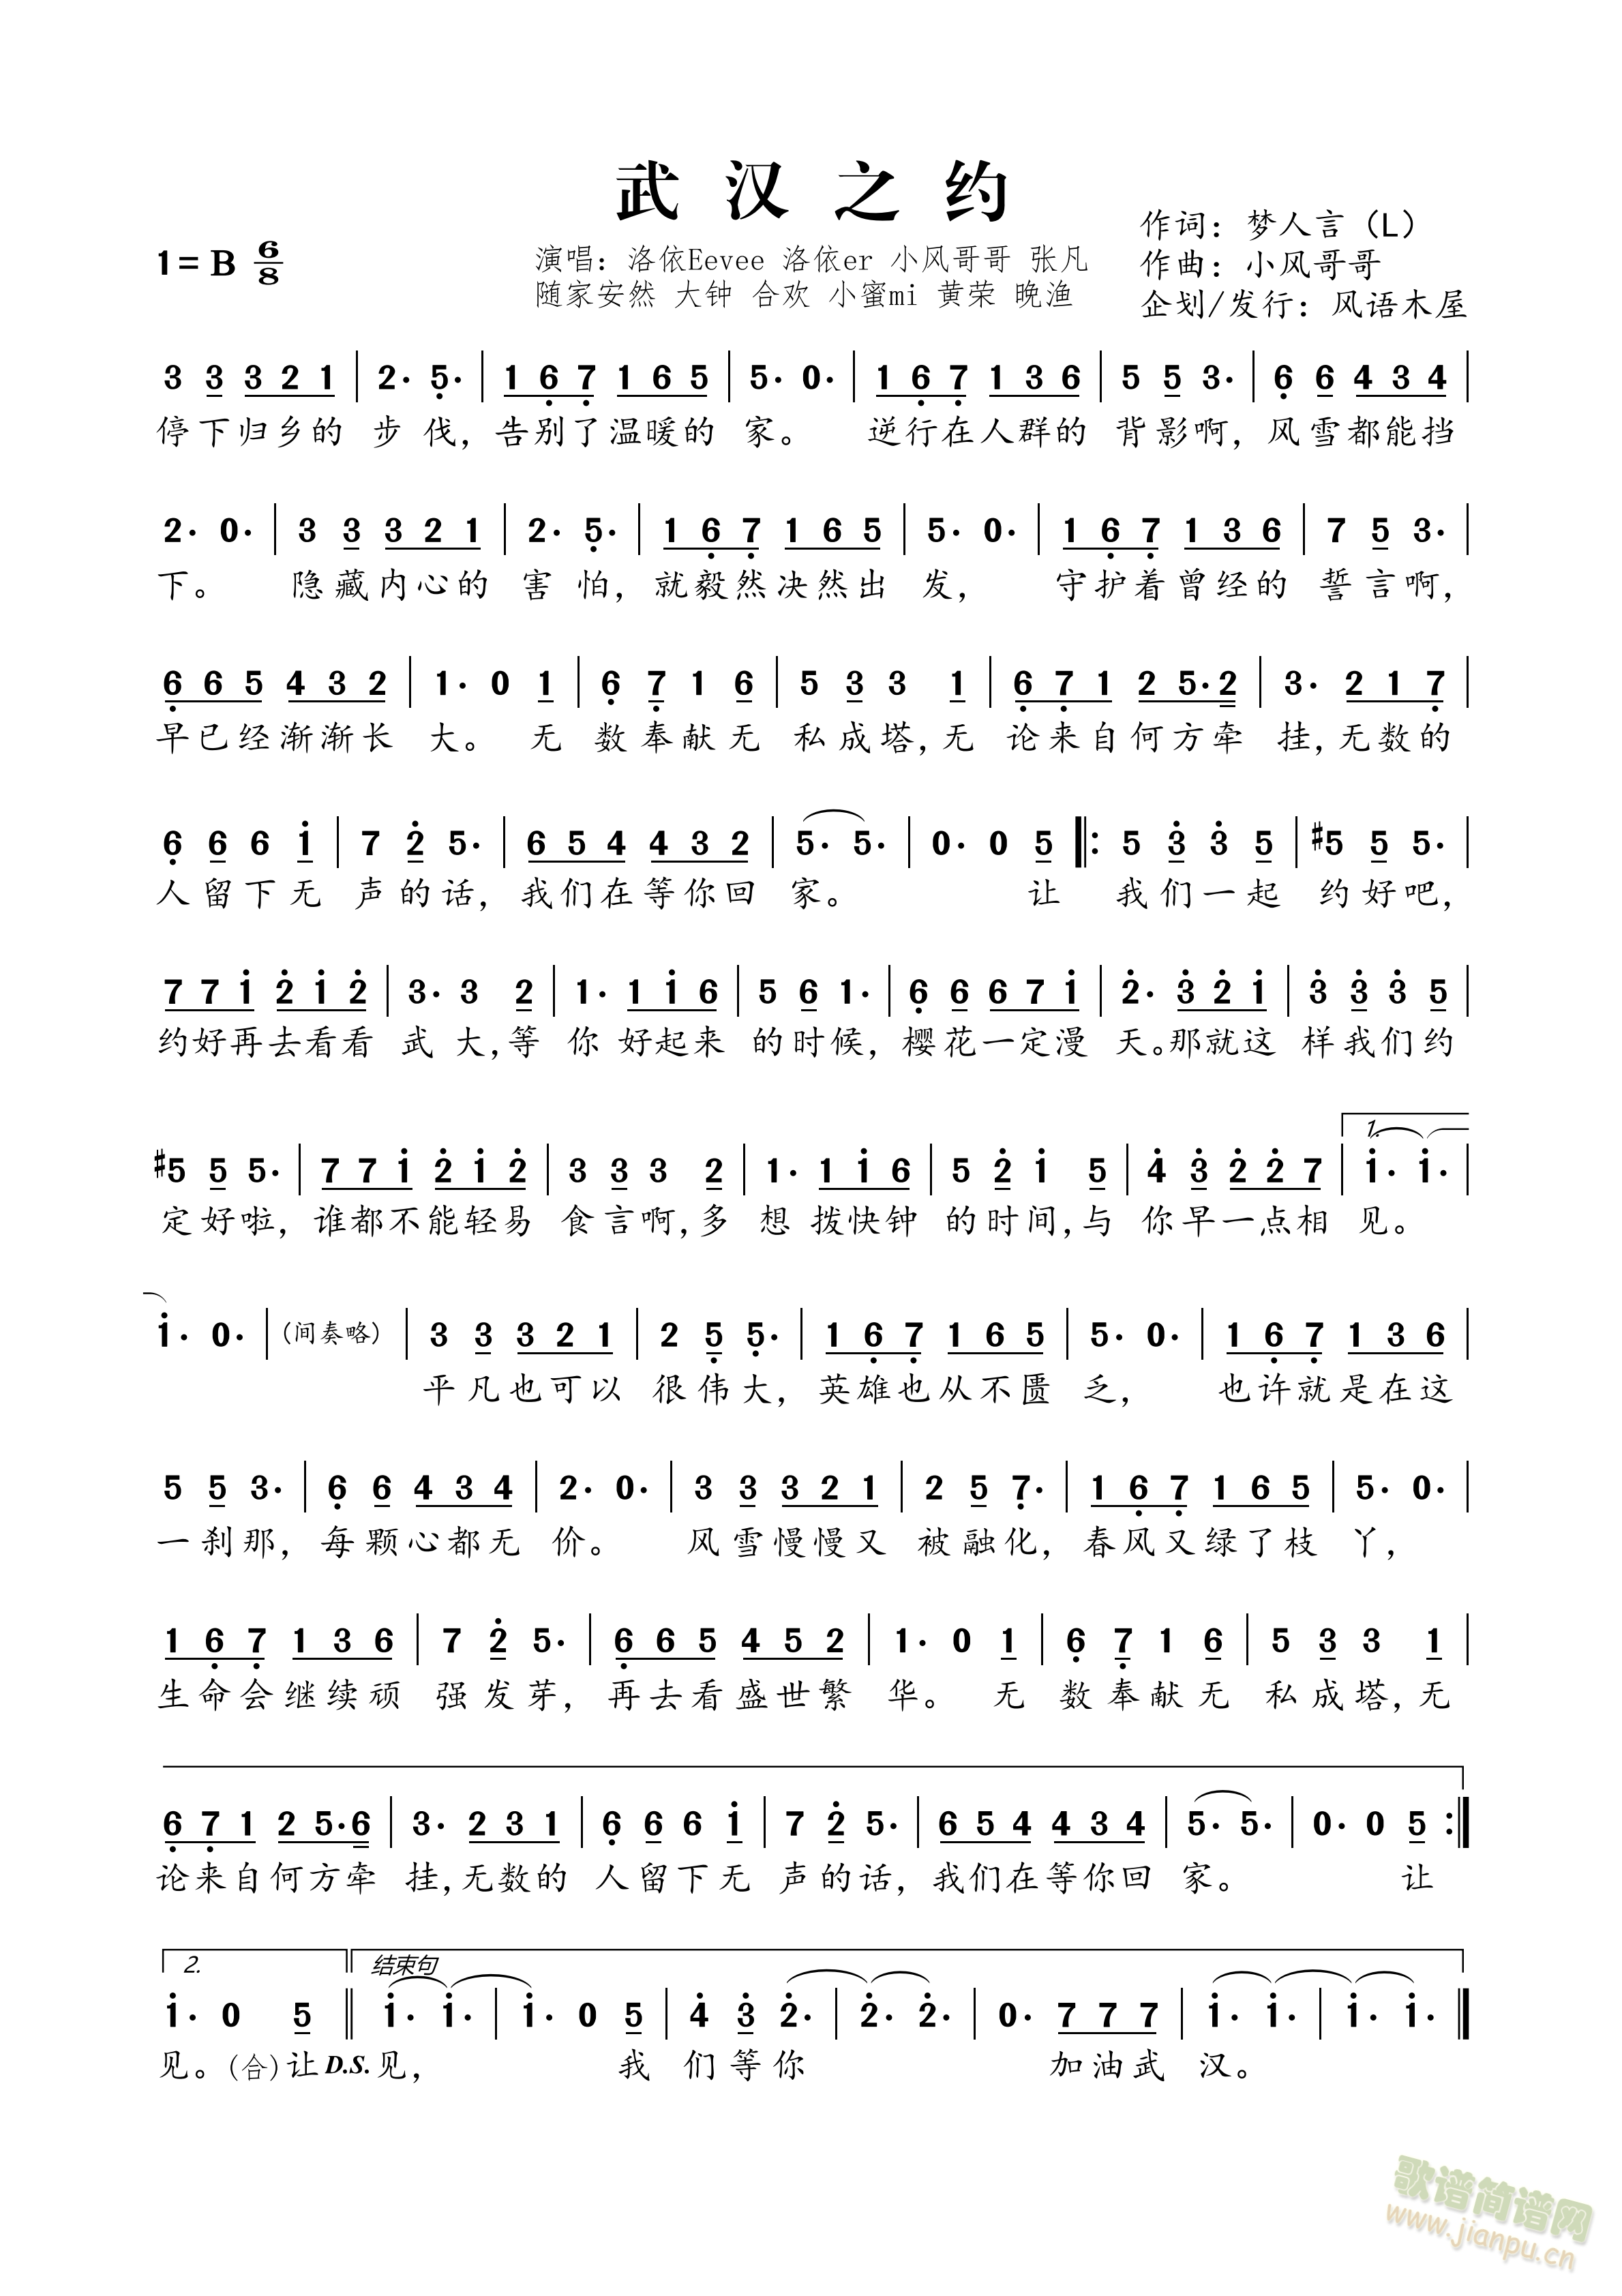 武汉之约
1=B 6/8
演唱：洛依Eevee 洛依er 小风哥哥 张凡
随家安然 大钟 合欢 小蜜mi 黄荣 晚渔
作词：梦人言（L）
作曲：小风哥哥
企划/发行：风语木屋
3 3 3 2 1 | 2· 5· | 1 6 7 1 6 5 | 5· 0· | 1 6 7 1 3 6 | 5 5 3· | 6 6 4 3 4 |
停下归乡的 步 伐，告别了温暖的 家。 逆行在人群的 背影啊，风雪都能挡
2· 0· | 3 3 3 2 1 | 2· 5· | 1 6 7 1 6 5 | 5· 0· | 1 6 7 1 3 6 | 7 5 3· |
下。 隐藏内心的 害 怕，就毅然决然出 发， 守护着曾经的 誓言啊，
6 6 5 4 3 2 | 1· 0 1 | 6 7 1 6 | 5 3 3 1 | 6 7 1 2 5·2 | 3· 2 1 7 |
早已经渐渐长 大。 无 数奉献无 私成塔，无 论来自何方牵 挂，无数的
6 6 6 i | 7 2 5· | 6 5 4 4 3 2 | 5· 5· | 0· 0 5 |: 5 3 3 5 | #5 5 5· |
人留下无 声的话，我们在等你回 家。 让 我们一起 约好吧，
7 7 i 2 i 2 | 3· 3 2 | 1· 1 i 6 | 5 6 1· | 6 6 6 7 i | 2· 3 2 i | 3 3 3 5 |
约好再去看看 武 大，等 你 好起来 的时候，樱花一定漫 天。那就这 样我们约
1.
#5 5 5· | 7 7 i 2 i 2 | 3 3 3 2 | 1· 1 i 6 | 5 2 i 5 | 4 3 2 2 7 | i· i· |
定好啦，谁都不能轻易 食言啊，多 想 拨快钟 的时间，与 你早一点相 见。
i· 0· | (间奏略) | 3 3 3 2 1 | 2 5 5· | 1 6 7 1 6 5 | 5· 0· | 1 6 7 1 3 6 |
平凡也可以 很伟大，英雄也从不匮 乏， 也许就是在这
5 5 3· | 6 6 4 3 4 | 2· 0· | 3 3 3 2 1 | 2 5 7· | 1 6 7 1 6 5 | 5· 0· |
一刹那，每颗心都无 价。 风雪慢慢又 被融化，春风又绿了枝 丫，
1 6 7 1 3 6 | 7 2 5· | 6 6 5 4 5 2 | 1· 0 1 | 6 7 1 6 | 5 3 3 1 |
生命会继续顽 强发芽，再去看盛世繁 华。 无 数奉献无 私成塔，无
6 7 1 2 5·6 | 3· 2 3 1 | 6 6 6 i | 7 2 5· | 6 5 4 4 3 4 | 5· 5· | 0· 0 5 :|
论来自何方牵 挂，无数的 人留下无 声的话，我们在等你回 家。 让
2. 结束句
i· 0 5 || i· i· | i· 0 5 | 4 3 2· | 2· 2· | 0· 7 7 7 | i· i· | i· i· |
见。(合)让D.S.见， 我 们等你 加油武 汉。
歌谱简谱网
www.jianpu.cn